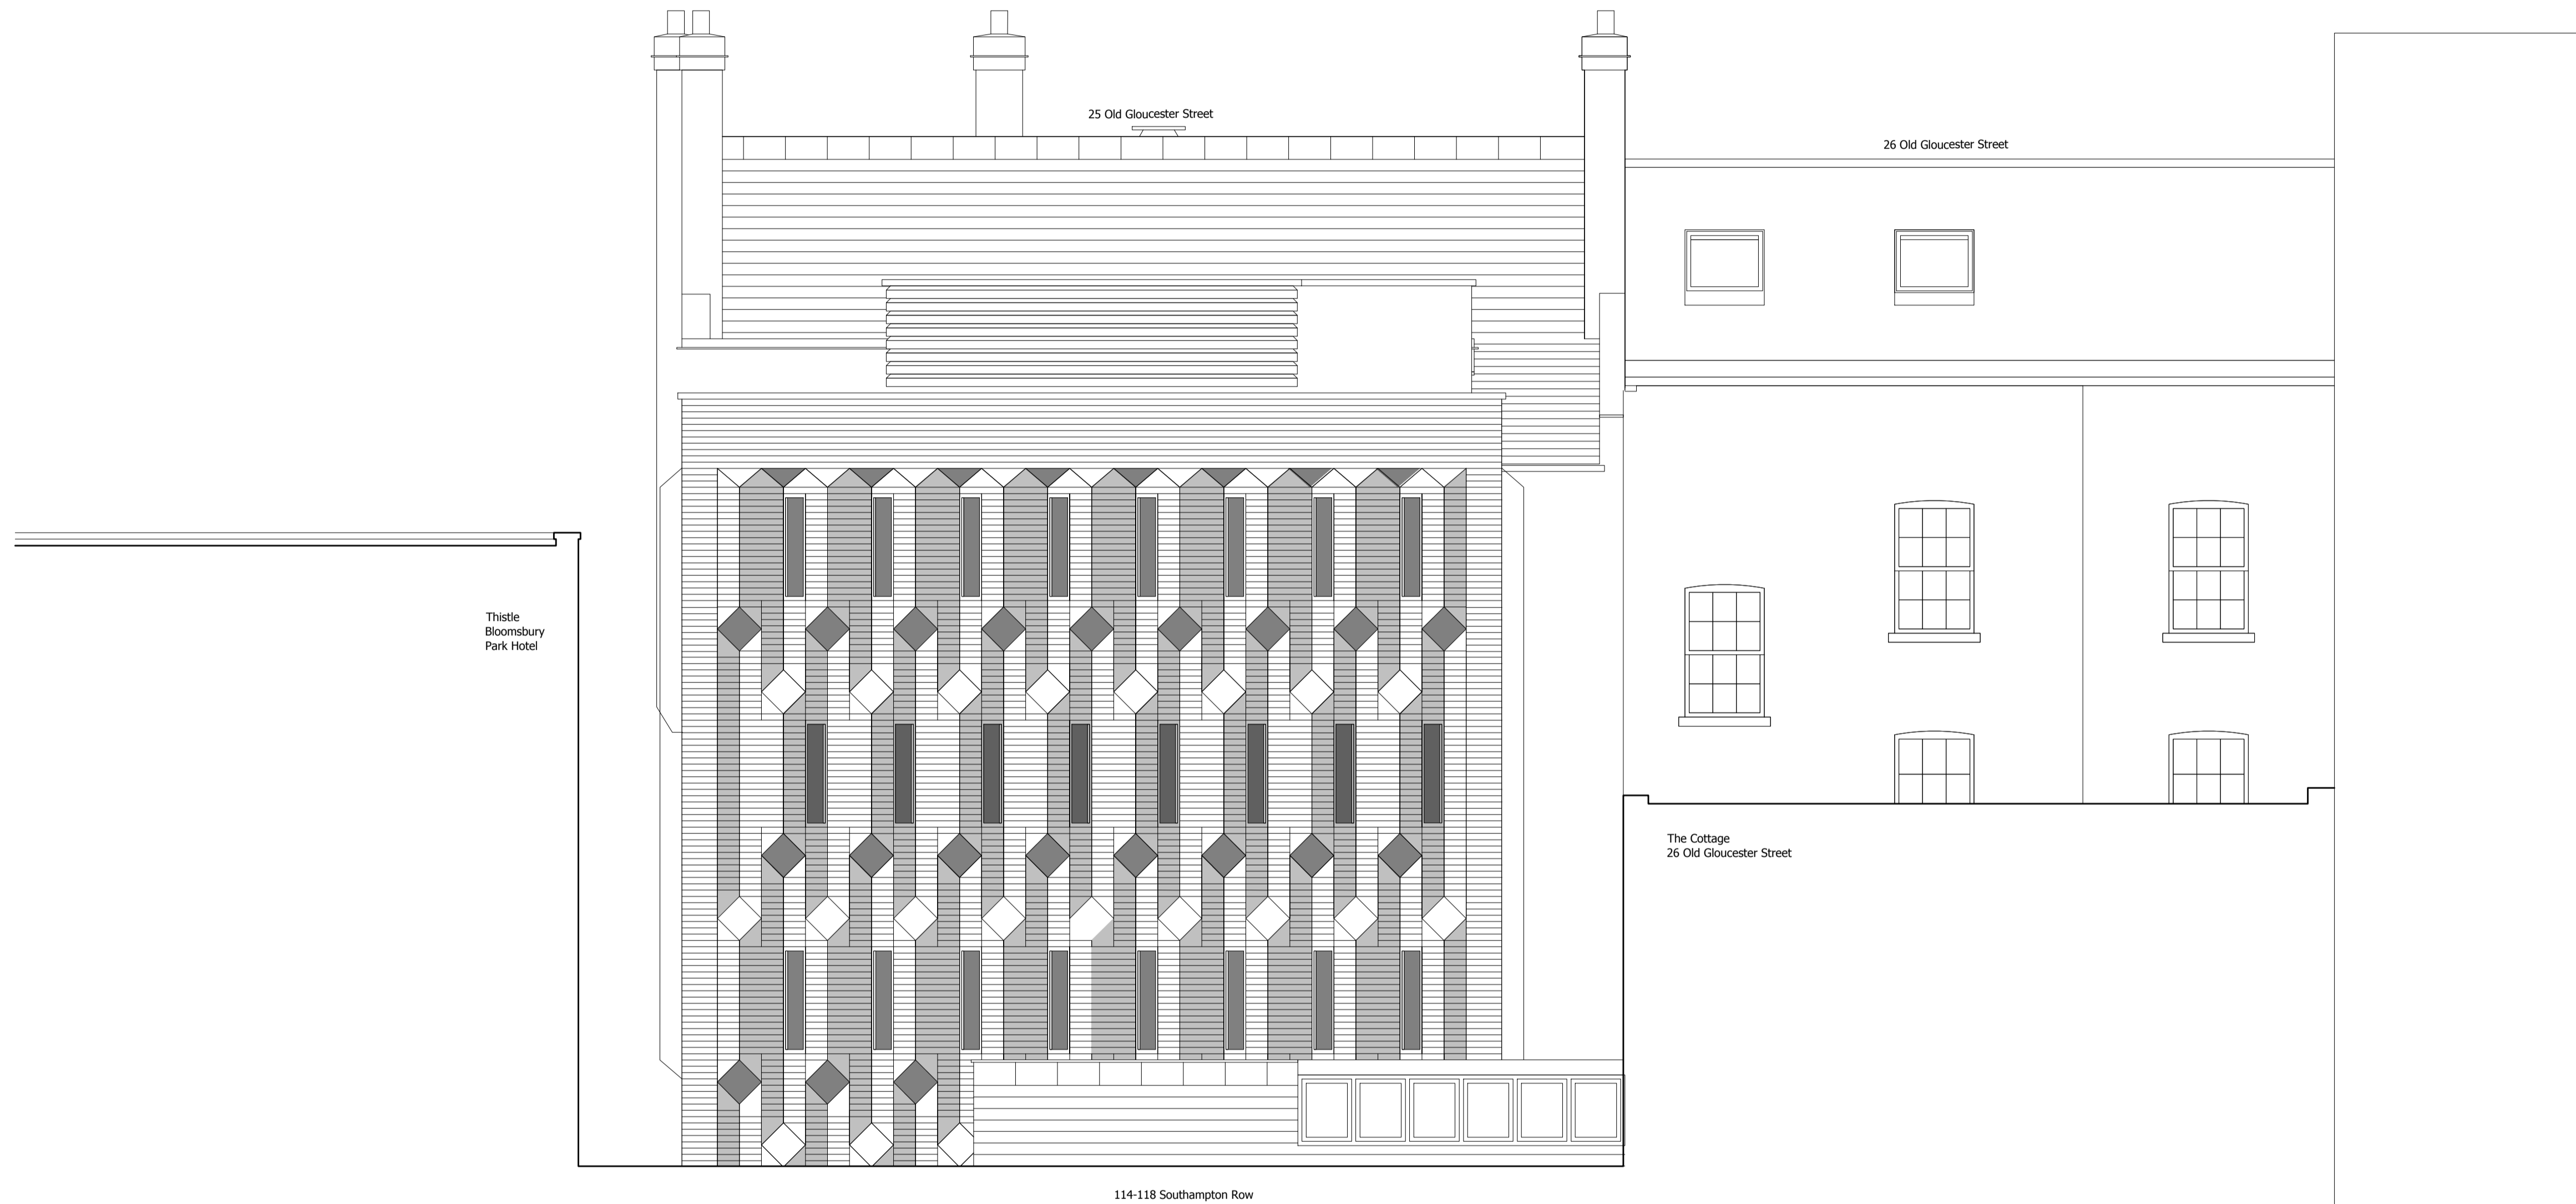 25 Old Gloucester Street
26 Old Gloucester Street
Thistle
Bloomsbury
Park Hotel
The Cottage
26 Old Gloucester Street
114-118 Southampton Row